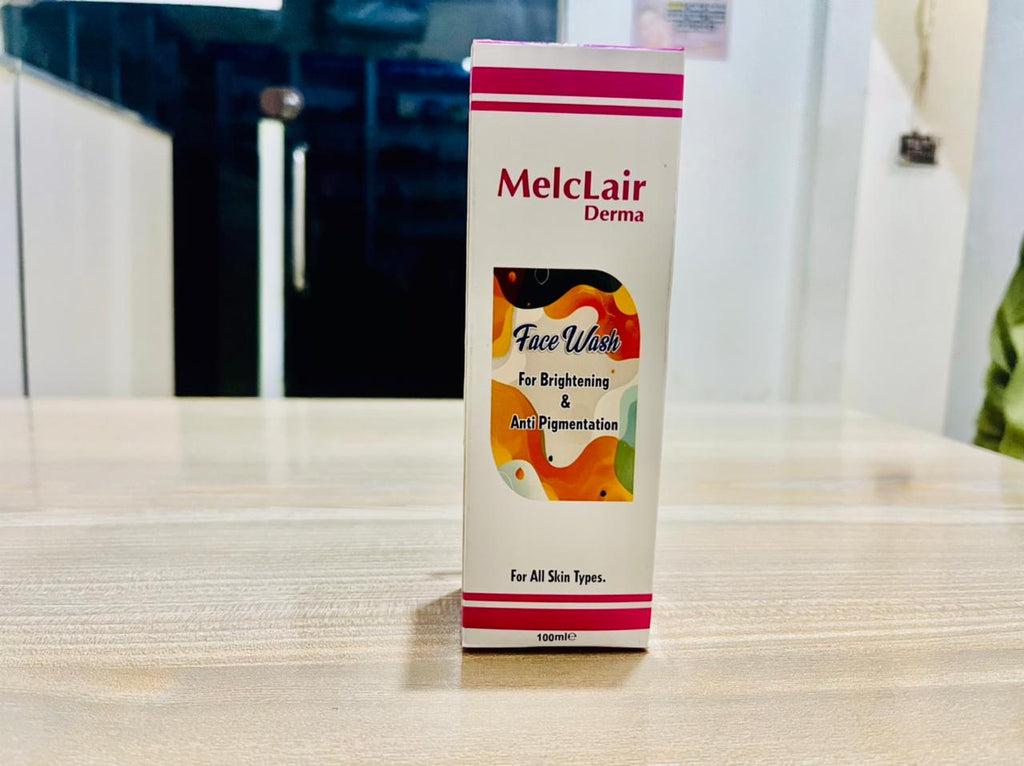 MelcLair
Derma
Face Wash
For Brightening
&
Anti Pigmentation
For All Skin Types.
100ml℮